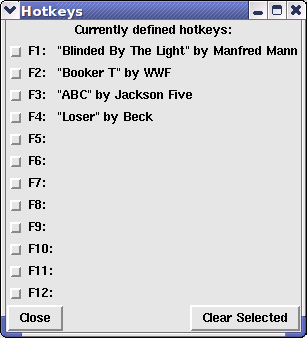 Hotkeys
Currently defined hotkeys:
F1: "Blinded By The Light" by Manfred Mann
F2: "Booker T" by WWF
F3: "ABC" by Jackson Five
F4: "Loser" by Beck
F5:
F6:
F7:
F8:
F9:
F10:
F11:
F12:
Close Clear Selected